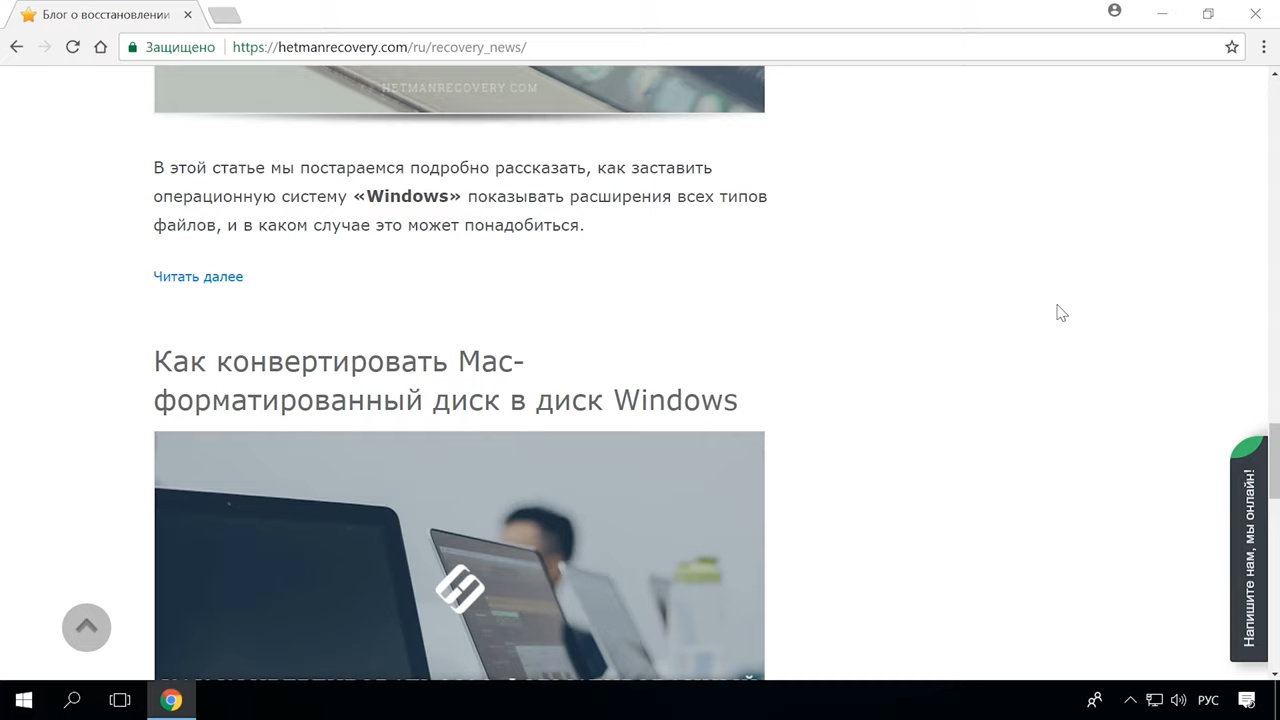 Блог о восстановлении
Защищено
https://hetmanrecovery.com/ru/recovery_news/
HETMANRECOVERY.COM
В этой статье мы постараемся подробно рассказать, как заставить
операционную систему «Windows» показывать расширения всех типов
файлов, и в каком случае это может понадобиться.
Читать далее
Как конвертировать Mac-
форматированный диск в диск Windows
Напишите нам, мы онлайн!
РУС